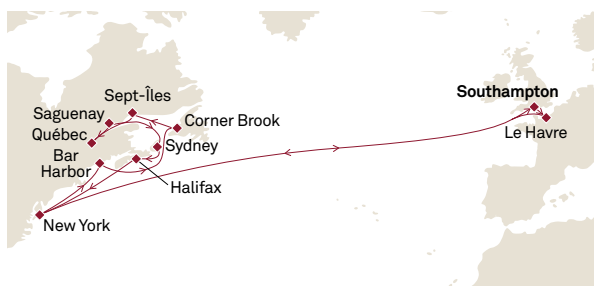 Sept-Îles
Southampton
Saguenay
Corner Brook
Québec
Le Havre
Bar
Harbor
Sydney
Halifax
New York